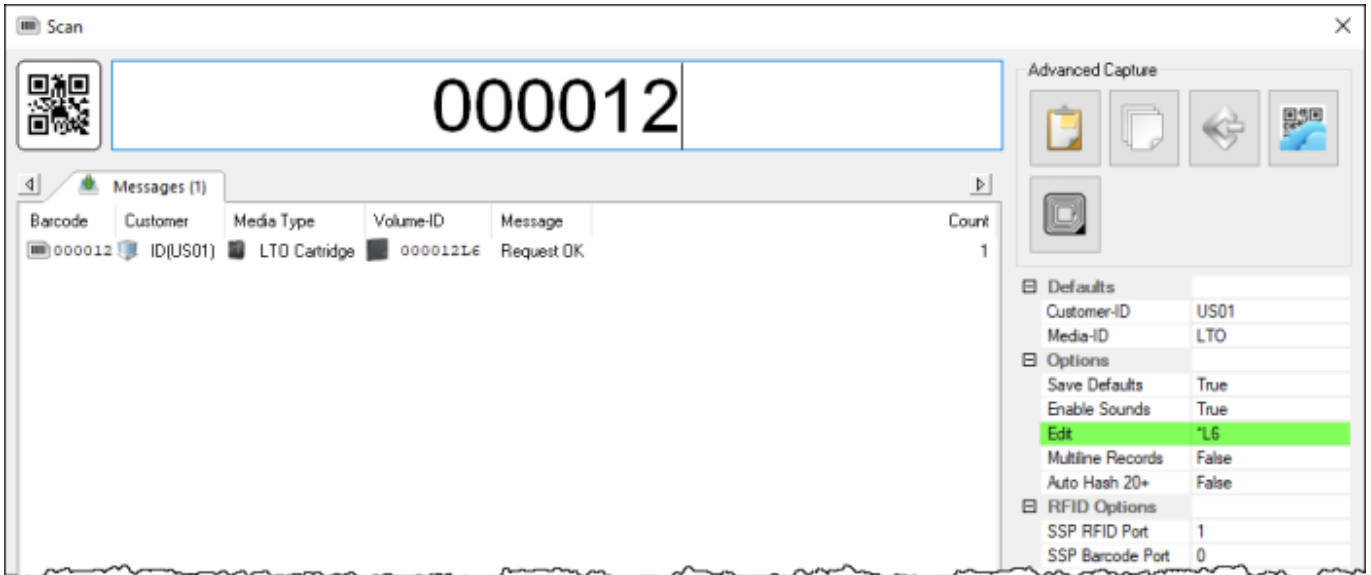 Scan
000012
Advanced Capture
Messages (1)
Barcode Customer Media Type Volume-ID Message Count
000012 ID(US01) LTO Cartridge 000012L6 Request OK 1
Defaults
Customer-ID US01
Media-ID LTO
Options
Save Defaults True
Enable Sounds True
Edit *L6
Multiline Records False
Auto Hash 20+ False
RFID Options
SSP RFID Port 1
SSP Barcode Port 0